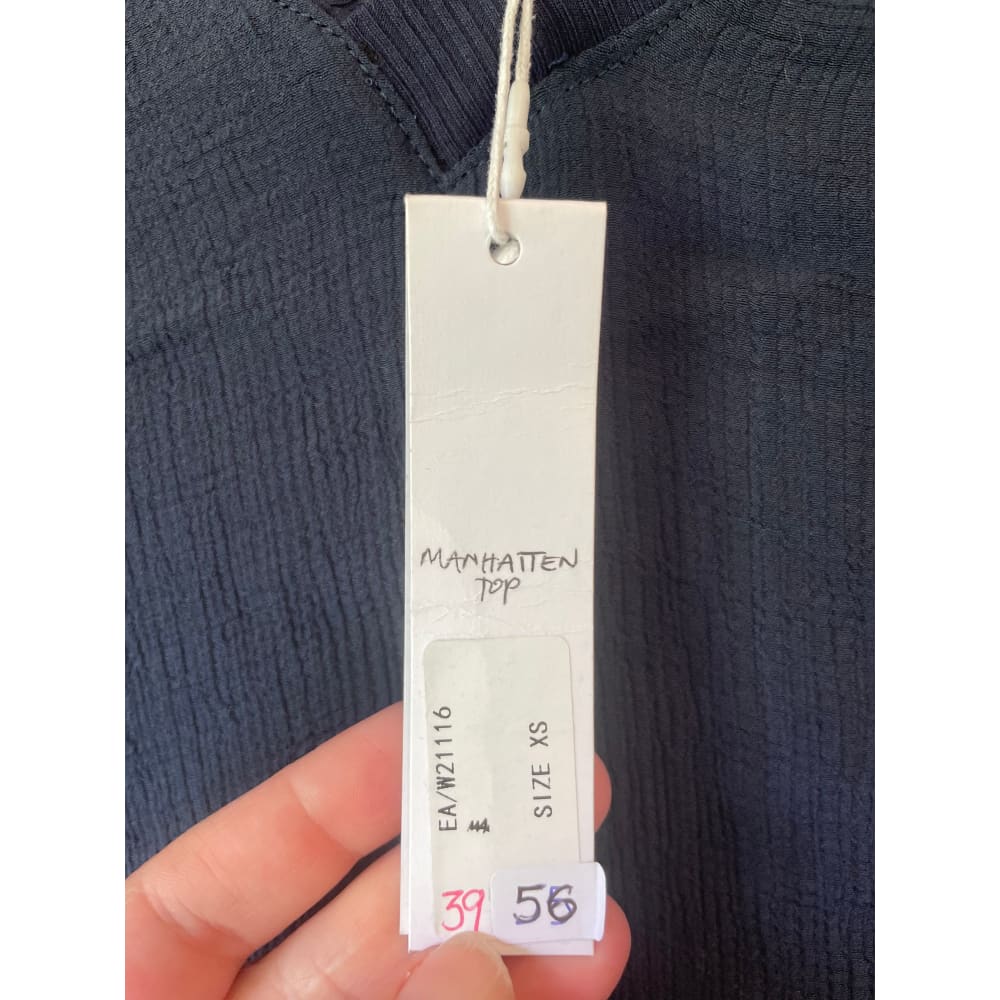 MANHATTEN
TOP
EA/W21116
SIZE XS
39
56